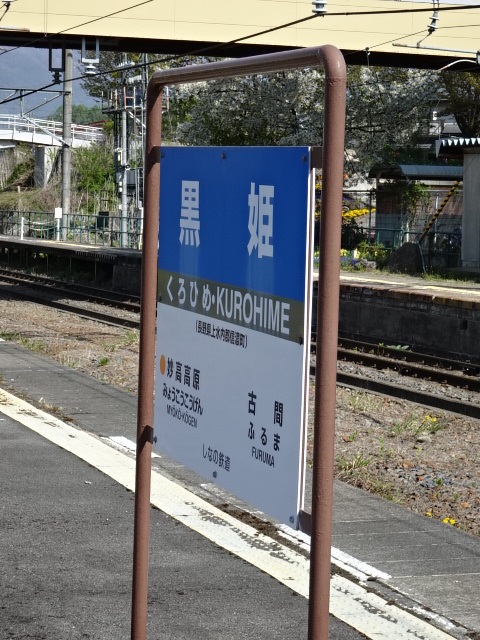 黒姫
くろひめ・KUROHIME
(長野県上水内郡信濃町)
妙高高原
みょうこうこうげん
MYŌKŌ-KŌGEN
古間
ふるま
FURUMA
しなの鉄道